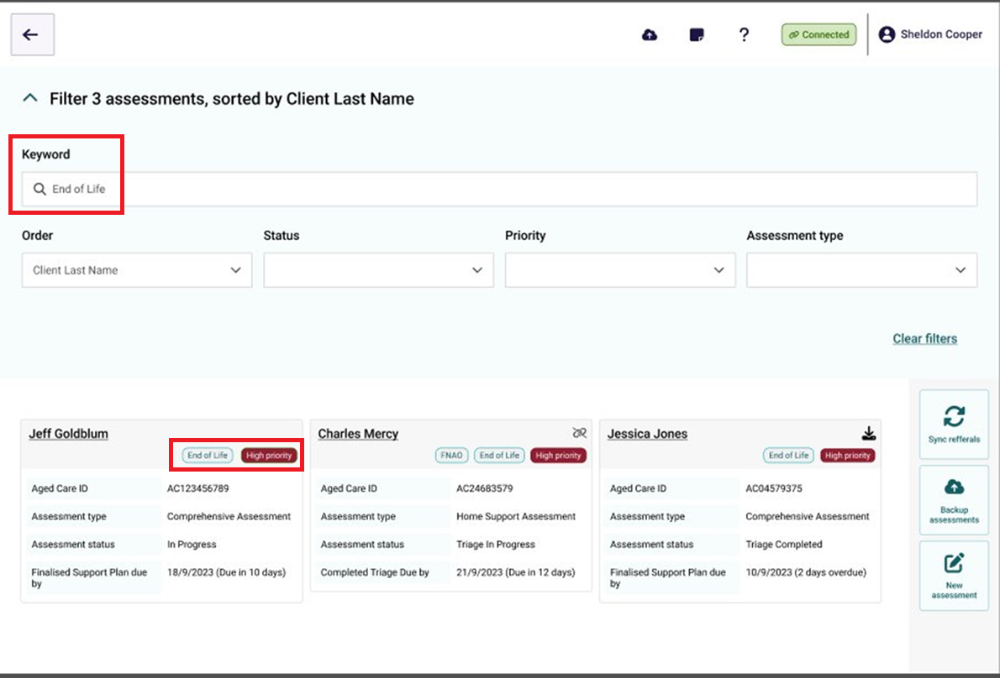 ?
Connected
Sheldon Cooper
Filter 3 assessments, sorted by Client Last Name
Keyword
End of Life
Order
Status
Priority
Assessment type
Client Last Name
Clear filters
Jeff Goldblum
End of Life
High priority
Aged Care ID
AC123456789
Assessment type
Comprehensive Assessment
Assessment status
In Progress
Finalised Support Plan due
by
18/9/2023 (Due in 10 days)
Charles Mercy
FNAO
End of Life
High priority
Aged Care ID
AC24683579
Assessment type
Home Support Assessment
Assessment status
Triage In Progress
Completed Triage Due by
21/9/2023 (Due in 12 days)
Jessica Jones
End of Life
High priority
Aged Care ID
AC04579375
Assessment type
Comprehensive Assessment
Assessment status
Triage Completed
Finalised Support Plan due
by
10/9/2023 (2 days overdue)
Sync refferals
Backup
assessments
New
assessment